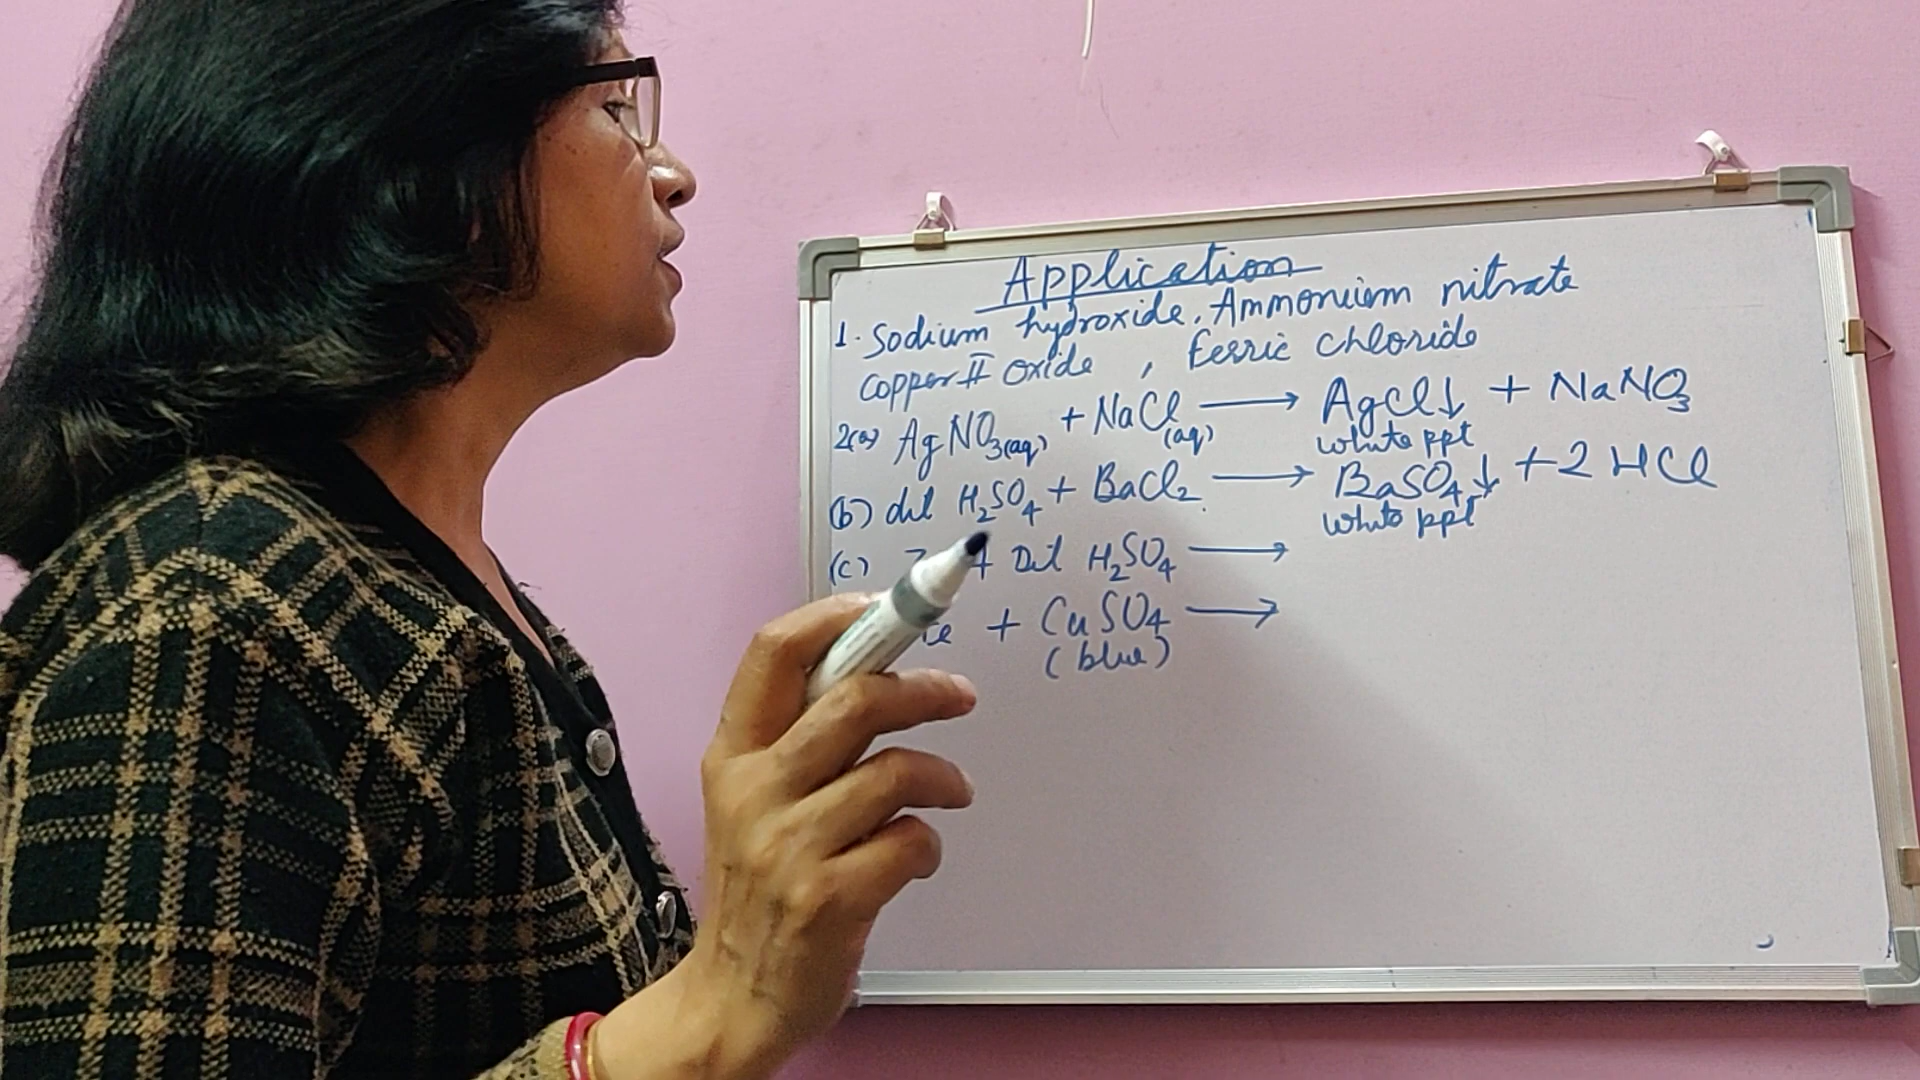 Application
1. Sodium hydroxide, Ammonium nitrate
Copper II oxide , Ferric chloride
2(a) AgNO3(aq) + NaCl(aq) ⟶ AgCl↓ + NaNO3
white ppt
(b) dil H2SO4 + BaCl2 ⟶ BaSO4↓ + 2 HCl
white ppt
(c) Dil H2SO4 ⟶
+ CuSO4 ⟶
(blue)